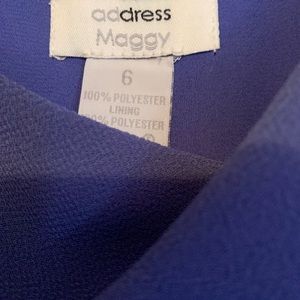 address
Maggy
6
100% POLYESTER
LINING
POLYESTER